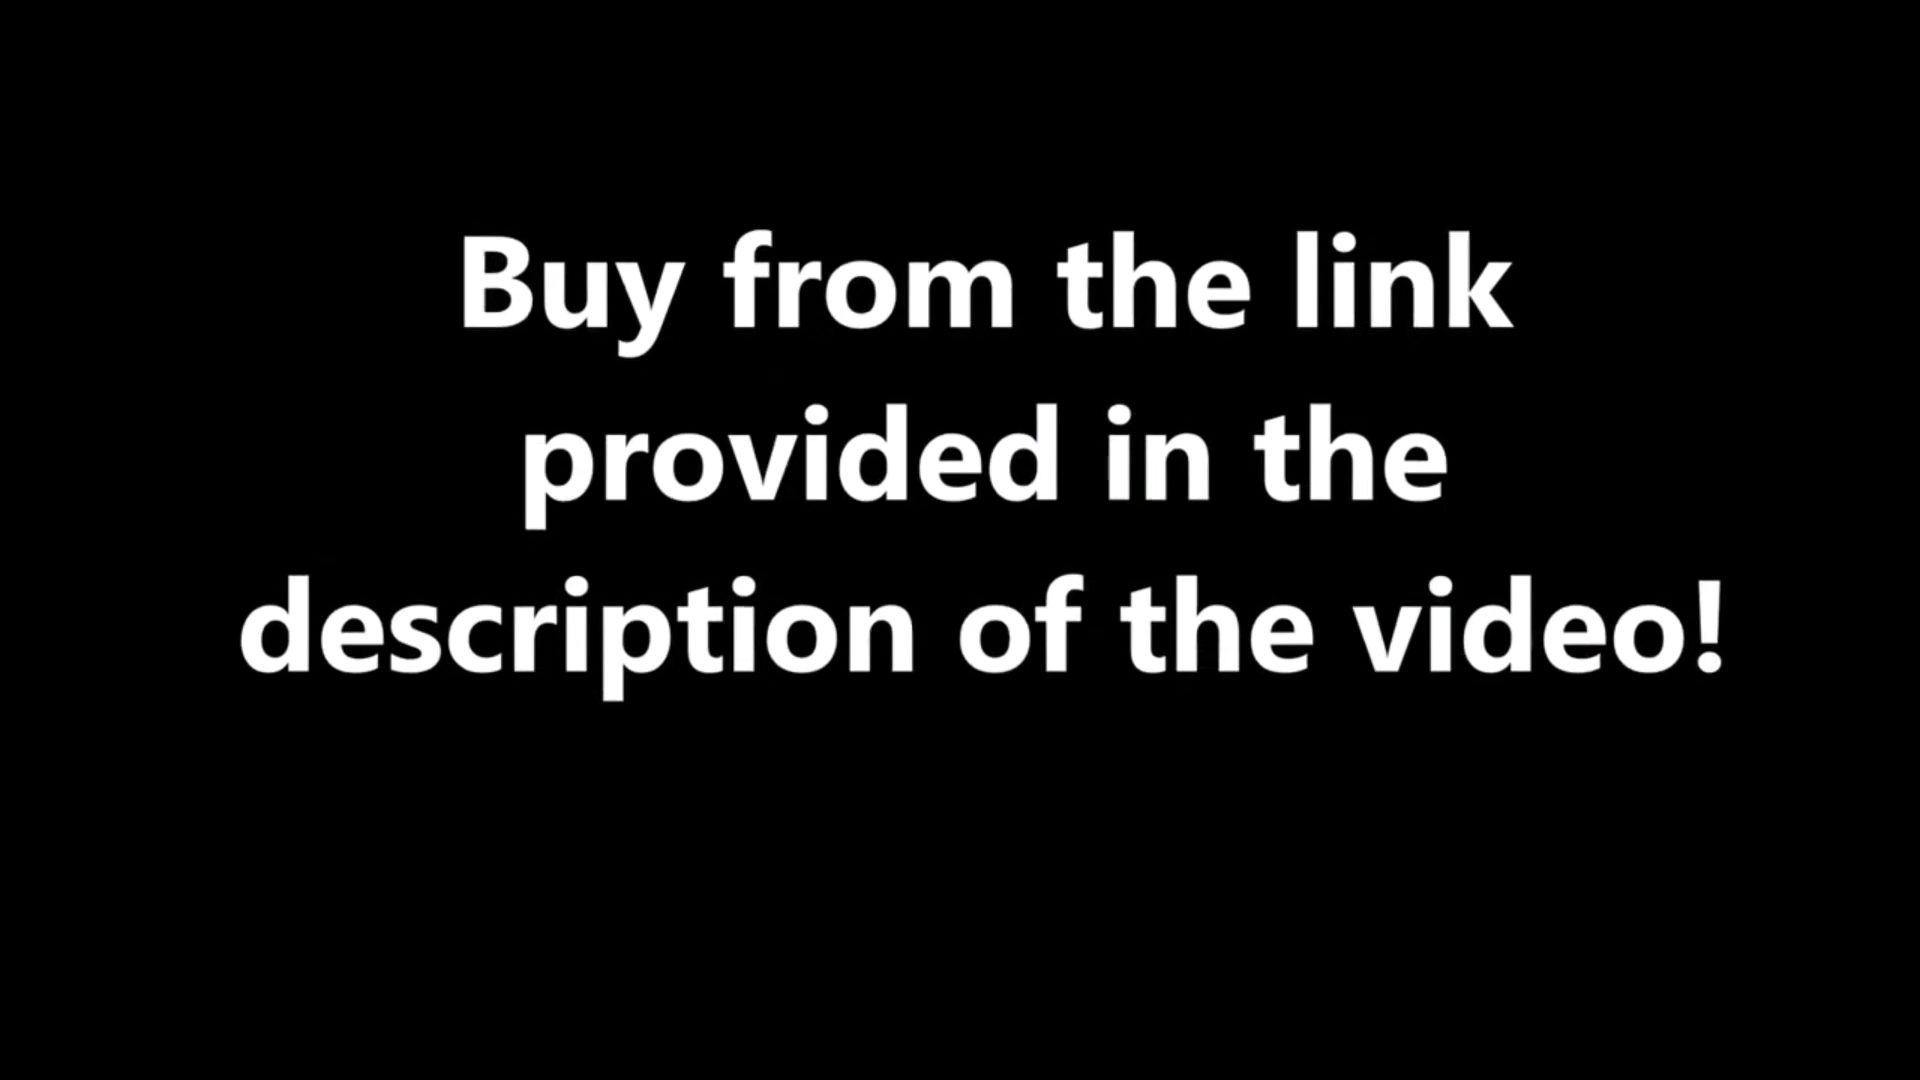 Buy from the link
provided in the
description of the video!